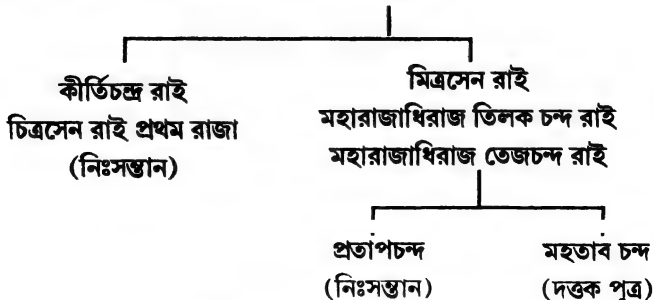 কীর্তিচন্দ্র রাই
চিত্রসেন রাই প্রথম রাজা
(নিঃসন্তান)
মিত্রসেন রাই
মহারাজাধিরাজ তিলক চন্দ রাই
মহারাজাধিরাজ তেজচন্দ রাই
প্রতাপচন্দ
(নিঃসন্তান)
মহতাব চন্দ
(দত্তক পুত্র)